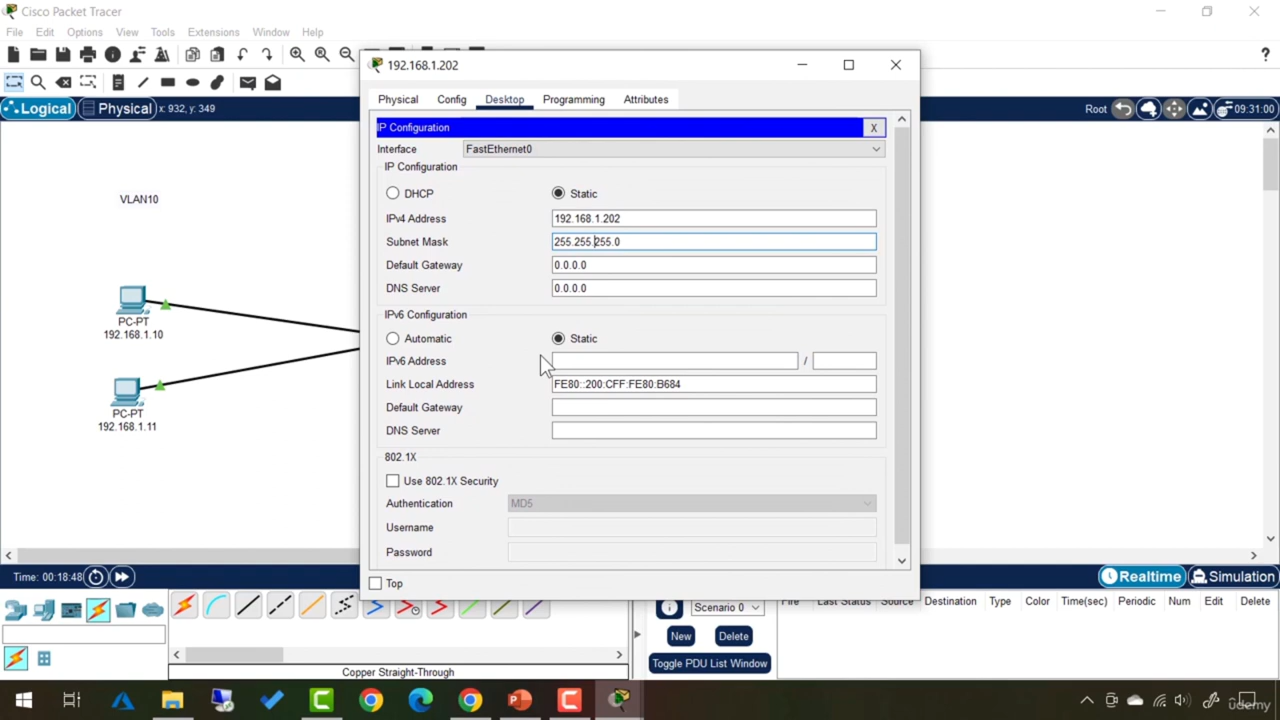 Cisco Packet Tracer
File Edit Options View Tools Extensions Window Help
?
Logical Physical x: 932, y: 349 Root 09:31:00
VLAN10
PC-PT
192.168.1.10
PC-PT
192.168.1.11
192.168.1.202
Physical Config Desktop Programming Attributes
IP Configuration X
Interface FastEthernet0
IP Configuration
DHCP Static
IPv4 Address 192.168.1.202
Subnet Mask 255.255.255.0
Default Gateway 0.0.0.0
DNS Server 0.0.0.0
IPv6 Configuration
Automatic Static
IPv6 Address /
Link Local Address FE80::200:CFF:FE80:B684
Default Gateway
DNS Server
802.1X
Use 802.1X Security
Authentication MD5
Username
Password
Top
Time: 00:18:48 Realtime Simulation
Scenario 0 Fire Last Status Source Destination Type Color Time(sec) Periodic Num Edit Delete
New Delete
Toggle PDU List Window
Copper Straight-Through
udemy